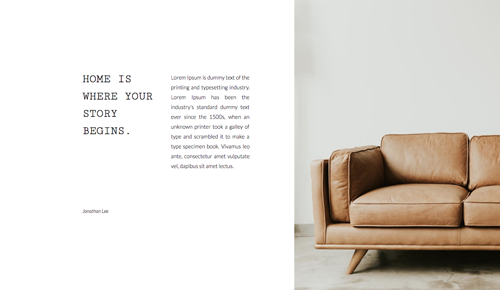 HOME IS
WHERE YOUR
STORY
BEGINS.
Lorem Ipsum is dummy text of the
printing and typesetting industry.
Lorem Ipsum has been the
industry's standard dummy text
ever since the 1500s, when an
unknown printer took a galley of
type and scrambled it to make a
type specimen book. Vivamus leo
ante, consectetur amet vulputate
vel, dapibus sit amet lectus.
Jonathan Lee